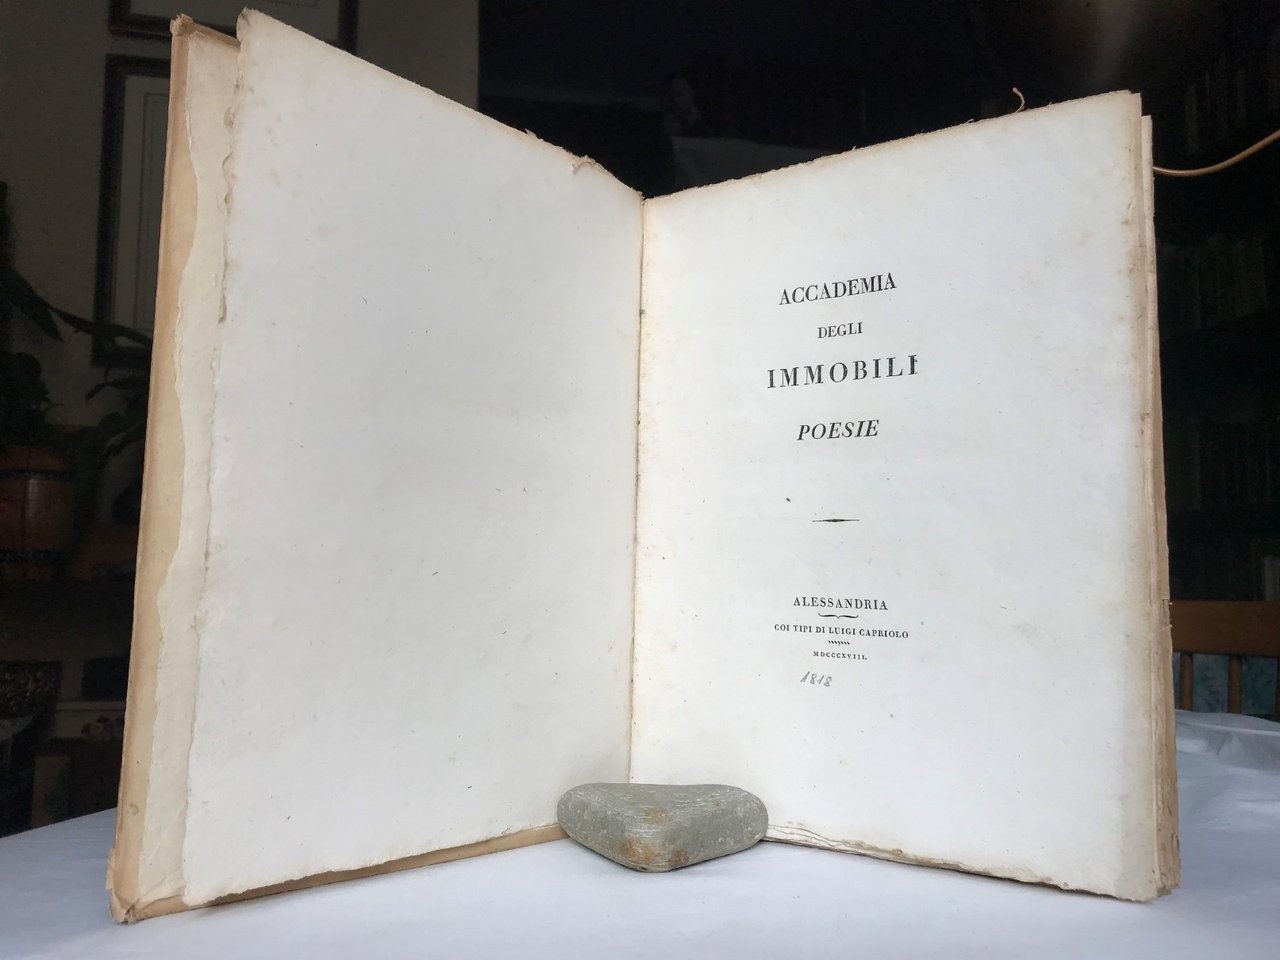 ACCADEMIA
DEGLI
IMMOBILI
POESIE
ALESSANDRIA
COI TIPI DI LUIGI CAPRIOLO
MDCCCXVIII.
1818